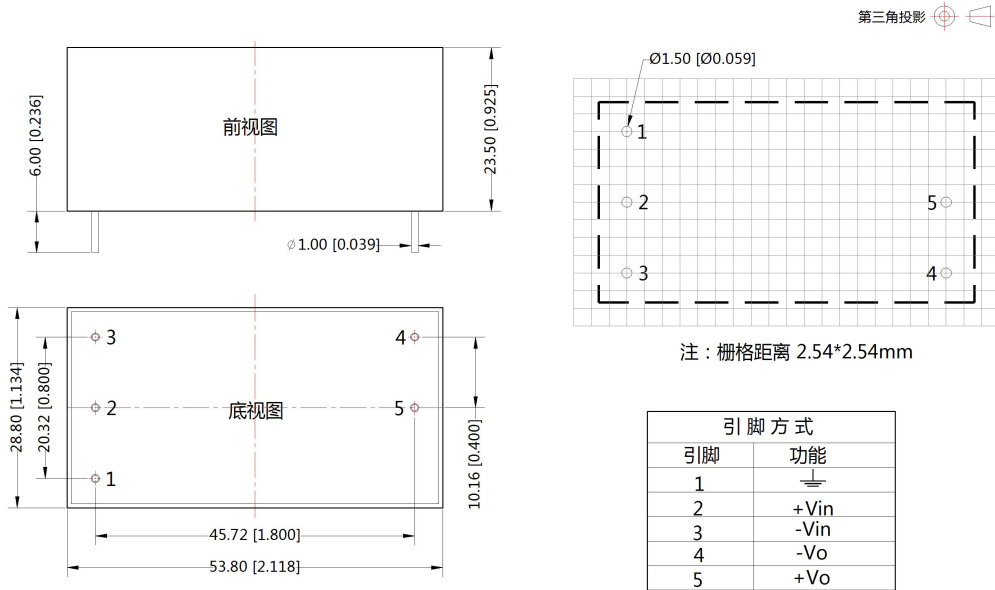 第三角投影
Ø1.50 [Ø0.059]
6.00 [0.236]
前视图
23.50 [0.925]
Ø1.00 [0.039]
1
2
5
3
4
注：栅格距离 2.54*2.54mm
3
4
2
底视图
5
1
28.80 [1.134]
20.32 [0.800]
10.16 [0.400]
45.72 [1.800]
53.80 [2.118]
引脚方式
引脚 功能
1
2 +Vin
3 -Vin
4 -Vo
5 +Vo